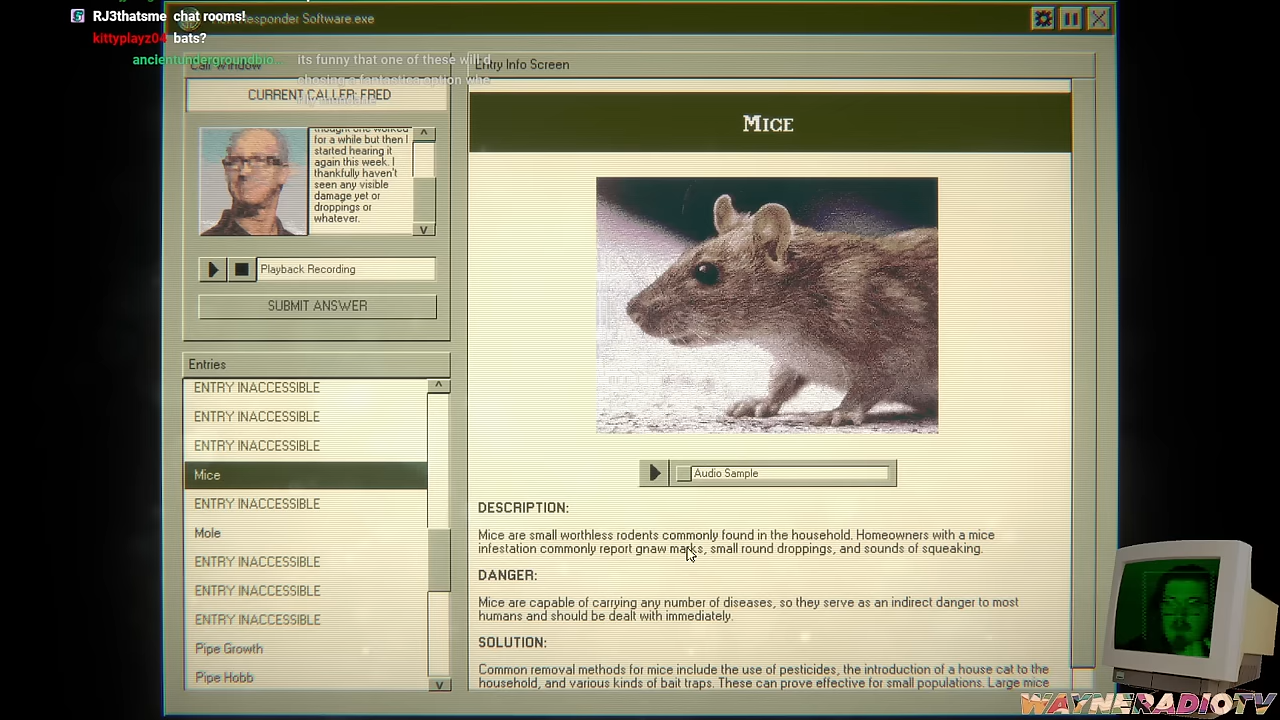 RJ3thatsme chat rooms!
kittyplayz04 bats?
ancientundergroundbio... its funny that one of these will d
chosing a fantastica option whe
Responder Software.exe
Call Window
CURRENT CALLER: FRED
thought one worked
for a while but then I
started hearing it
again this week. I
thankfully haven't
seen any visible
damage yet or
droppings or
whatever.
Playback Recording
SUBMIT ANSWER
Entries
ENTRY INACCESSIBLE
ENTRY INACCESSIBLE
ENTRY INACCESSIBLE
Mice
ENTRY INACCESSIBLE
Mole
ENTRY INACCESSIBLE
ENTRY INACCESSIBLE
ENTRY INACCESSIBLE
Pipe Growth
Pipe Hobb
Entry Info Screen
MICE
Audio Sample
DESCRIPTION:
Mice are small worthless rodents commonly found in the household. Homeowners with a mice
infestation commonly report gnaw marks, small round droppings, and sounds of squeaking.
DANGER:
Mice are capable of carrying any number of diseases, so they serve as an indirect danger to most
humans and should be dealt with immediately.
SOLUTION:
Common removal methods for mice include the use of pesticides, the introduction of a house cat to the
household, and various kinds of bait traps. These can prove effective for small populations. Large mice
WAYNERADIOTV